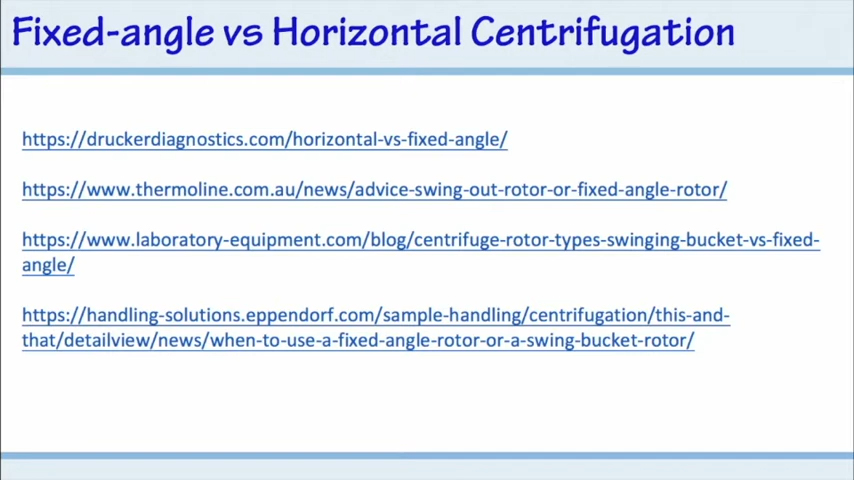 Fixed-angle vs Horizontal Centrifugation
https://druckerdiagnostics.com/horizontal-vs-fixed-angle/
https://www.thermoline.com.au/news/advice-swing-out-rotor-or-fixed-angle-rotor/
https://www.laboratory-equipment.com/blog/centrifuge-rotor-types-swinging-bucket-vs-fixed-
angle/
https://handling-solutions.eppendorf.com/sample-handling/centrifugation/this-and-
that/detailview/news/when-to-use-a-fixed-angle-rotor-or-a-swing-bucket-rotor/